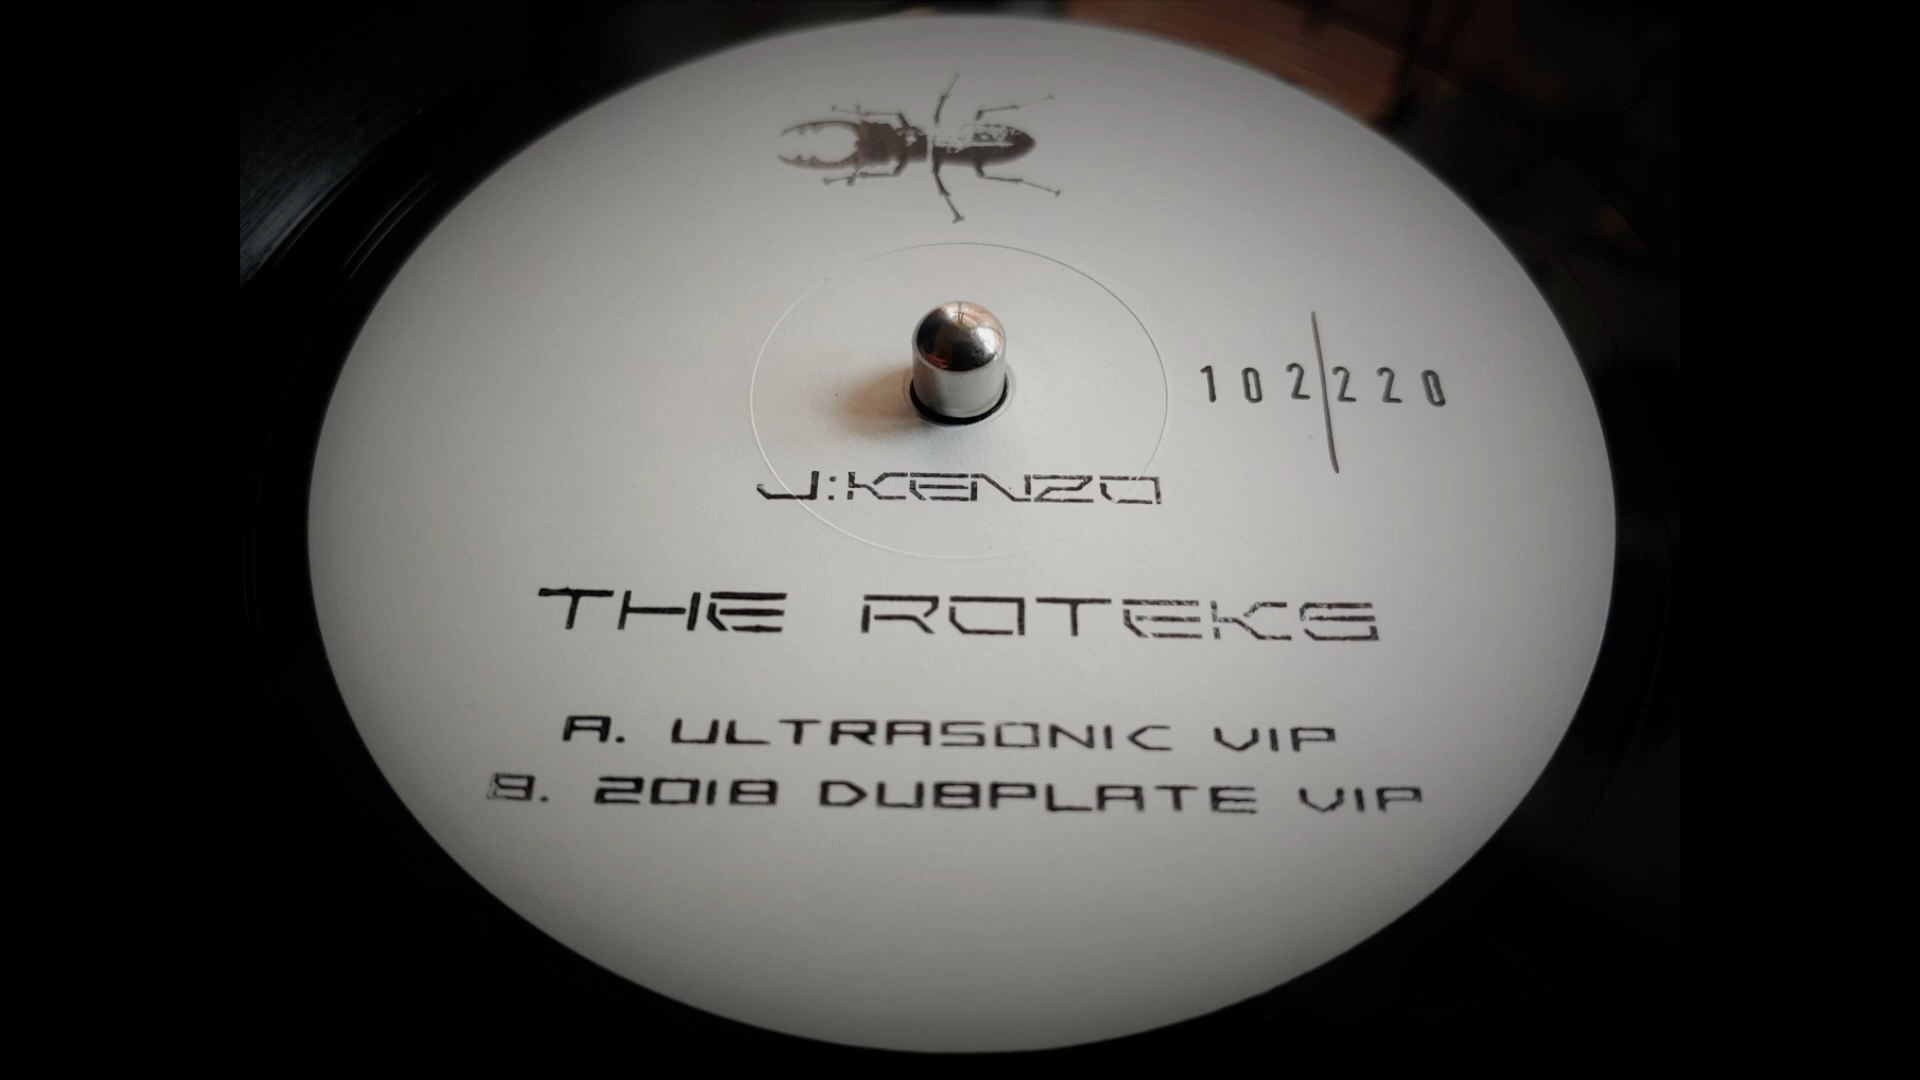 102/220
J:KENZO
THE ROTEKS
A. ULTRASONIC VIP
B. 2018 DUBPLATE VIP